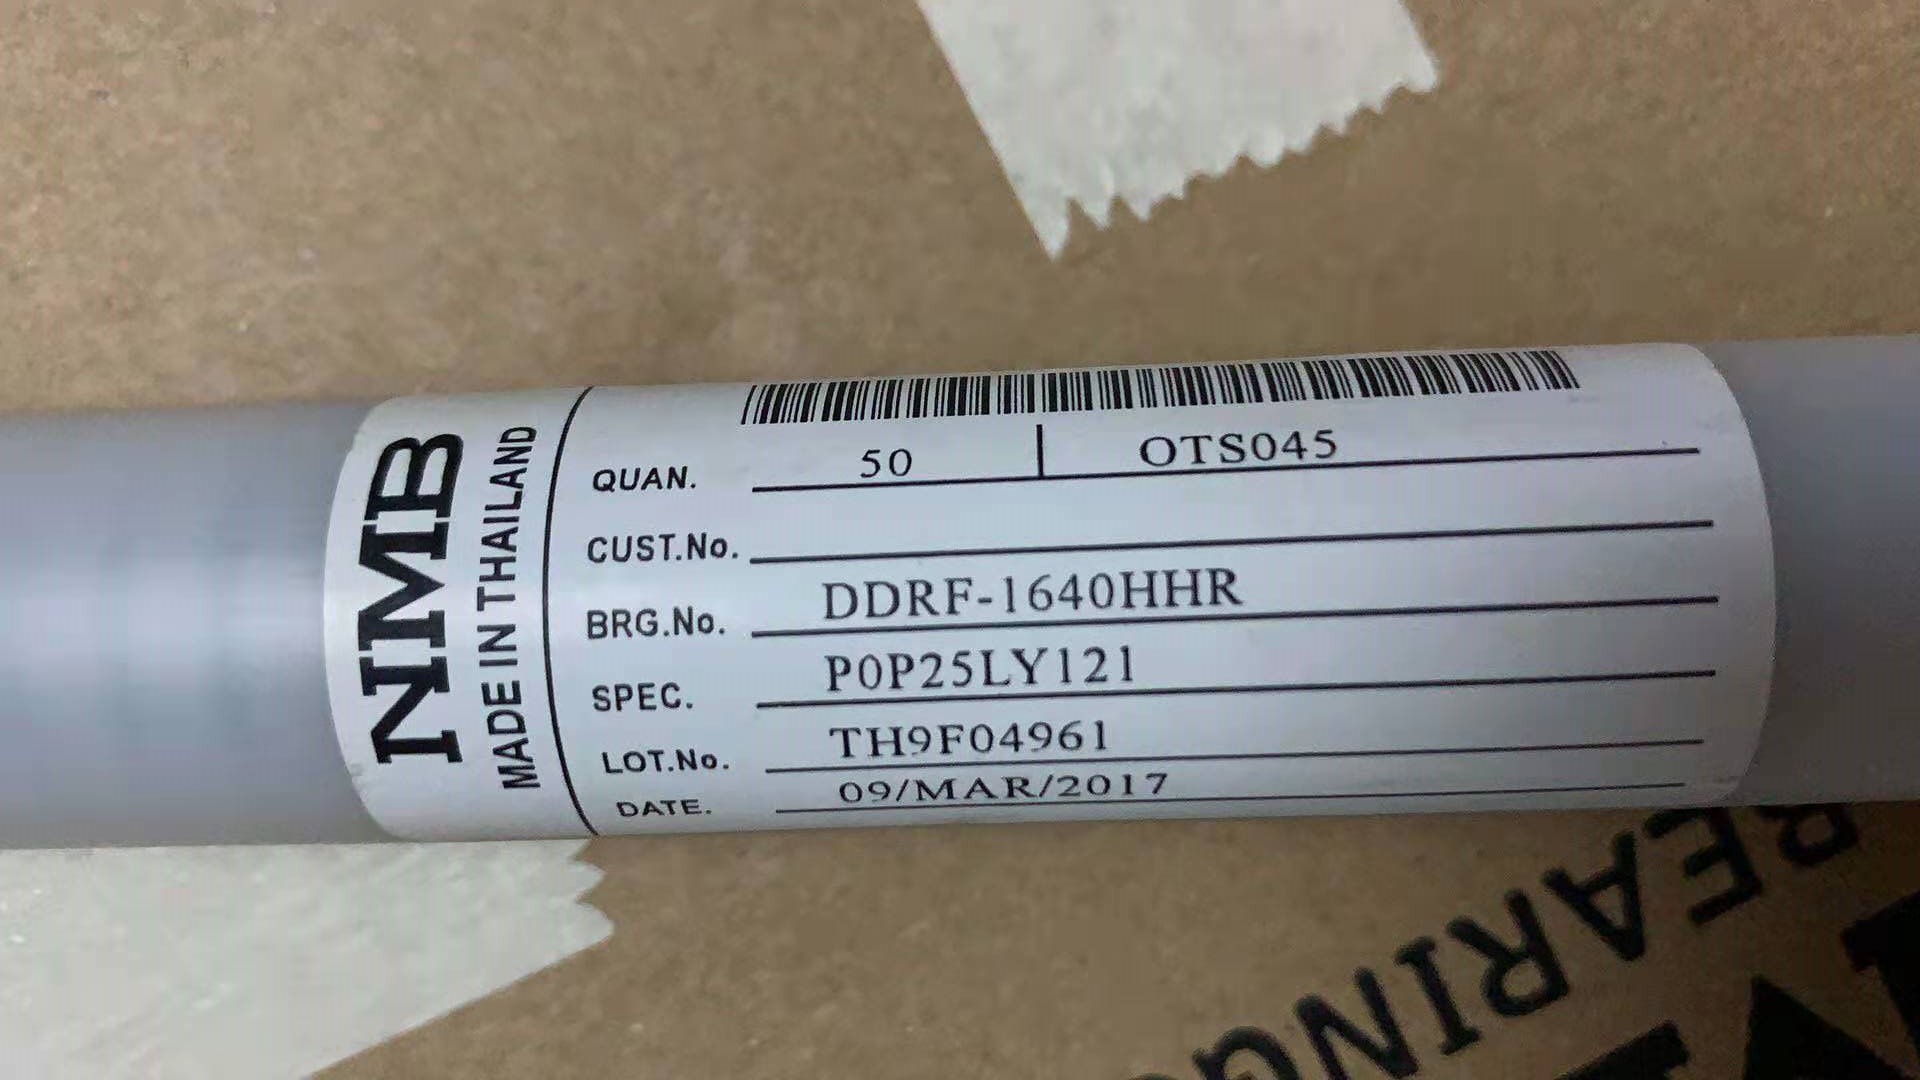 NMB
MADE IN THAILAND
QUAN. 50 OTS045
CUST.No.
BRG.No. DDRF-1640HHR
SPEC. P0P25LY121
LOT.No. TH9F04961
DATE. 09/MAR/2017
BEARING